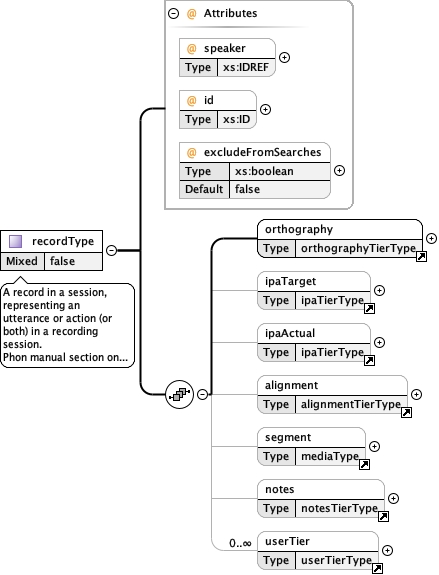 @ Attributes
@ speaker
Type xs:IDREF
@ id
Type xs:ID
@ excludeFromSearches
Type xs:boolean
Default false
recordType
Mixed false
A record in a session,
representing an
utterance or action (or
both) in a recording
session.
Phon manual section on...
orthography
Type orthographyTierType
ipaTarget
Type ipaTierType
ipaActual
Type ipaTierType
alignment
Type alignmentTierType
segment
Type mediaType
notes
Type notesTierType
0..∞
userTier
Type userTierType